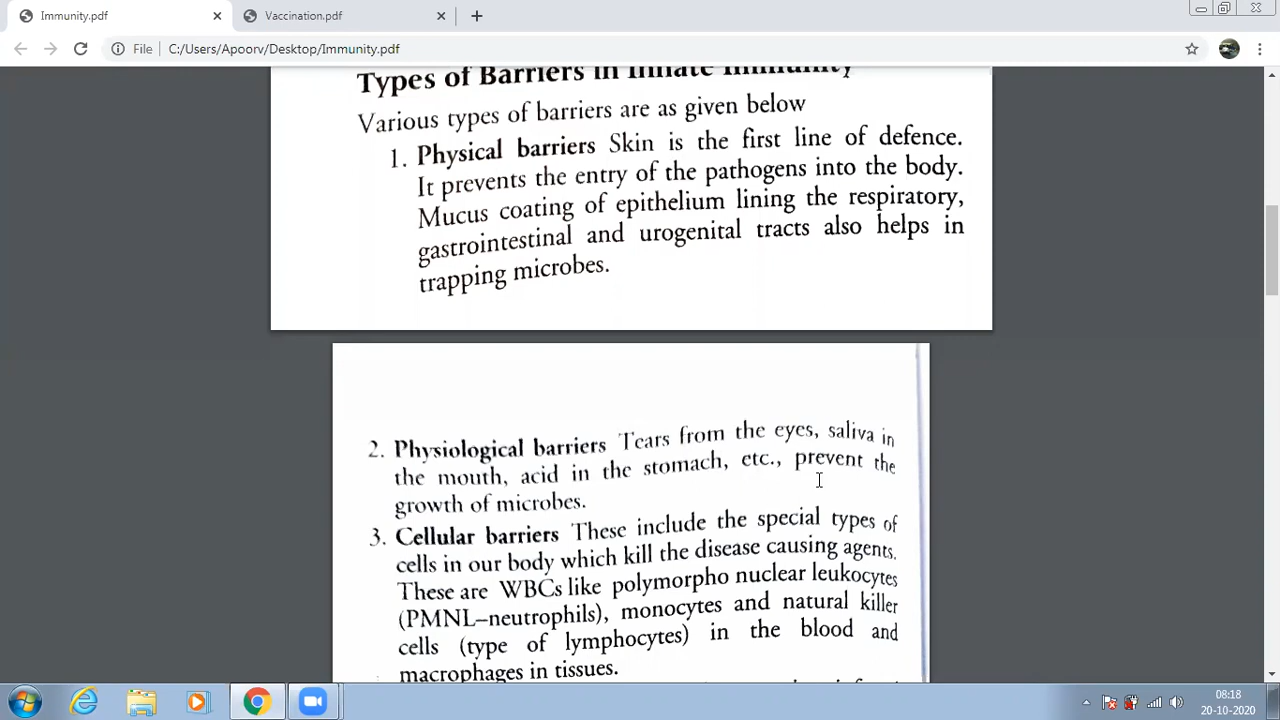 Immunity.pdf
Vaccination.pdf
File
C:/Users/Apoorv/Desktop/Immunity.pdf
Types of Barriers in Innate Immunity
Various types of barriers are as given below
1. Physical barriers Skin is the first line of defence.
It prevents the entry of the pathogens into the body.
Mucus coating of epithelium lining the respiratory,
gastrointestinal and urogenital tracts also helps in
trapping microbes.
2. Physiological barriers Tears from the eyes, saliva in
the mouth, acid in the stomach, etc., prevent the
growth of microbes.
3. Cellular barriers These include the special types of
cells in our body which kill the disease causing agents.
These are WBCs like polymorpho nuclear leukocytes
(PMNL–neutrophils), monocytes and natural killer
cells (type of lymphocytes) in the blood and
macrophages in tissues.
08:18
20-10-2020